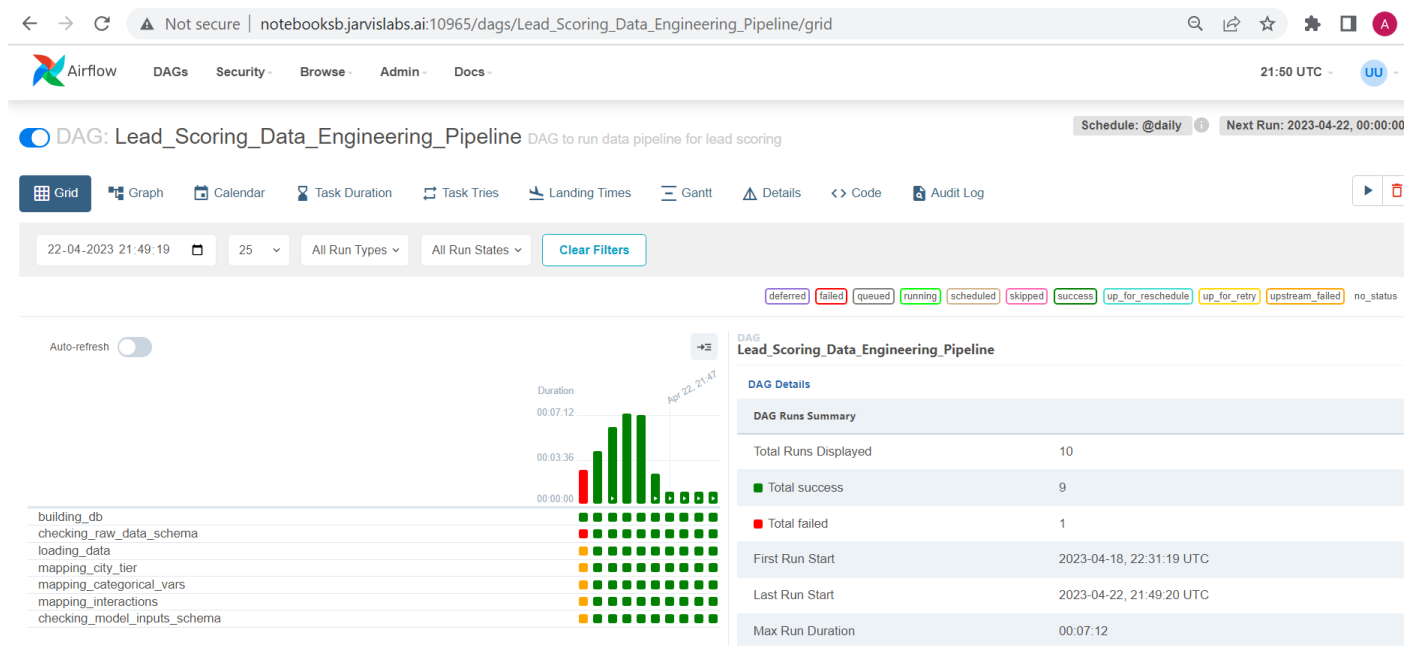 Not secure | notebooksb.jarvislabs.ai:10965/dags/Lead_Scoring_Data_Engineering_Pipeline/grid A
Airflow DAGs Security Browse Admin Docs 21:50 UTC UU
DAG: Lead_Scoring_Data_Engineering_Pipeline DAG to run data pipeline for lead scoring
Schedule: @daily i Next Run: 2023-04-22, 00:00:00
Grid Graph Calendar Task Duration Task Tries Landing Times Gantt Details <> Code Audit Log
22-04-2023 21:49:19 25 All Run Types All Run States Clear Filters
deferred failed queued running scheduled skipped success up_for_reschedule up_for_retry upstream_failed no_status
Auto-refresh
Duration
Apr 22, 21:47
00:07:12
00:03:36
00:00:00
building_db
checking_raw_data_schema
loading_data
mapping_city_tier
mapping_categorical_vars
mapping_interactions
checking_model_inputs_schema
DAG
Lead_Scoring_Data_Engineering_Pipeline
DAG Details
DAG Runs Summary
Total Runs Displayed 10
Total success 9
Total failed 1
First Run Start 2023-04-18, 22:31:19 UTC
Last Run Start 2023-04-22, 21:49:20 UTC
Max Run Duration 00:07:12